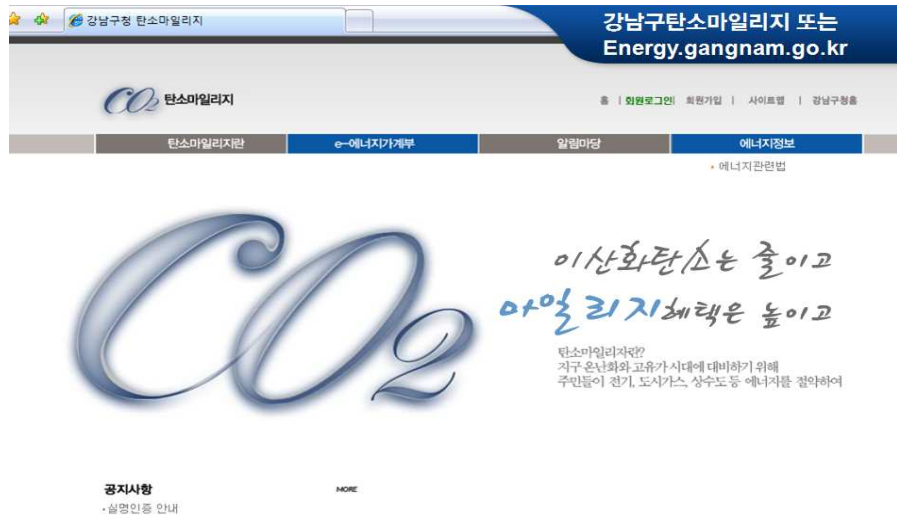 강남구청 탄소마일리지
강남구탄소마일리지 또는
Energy.gangnam.go.kr
CO2 탄소마일리지
홈 | 회원로그인 | 회원가입 | 사이트맵 | 강남구청홈
탄소마일리지란 e-에너지가계부 알림마당 에너지정보
• 에너지관련법
CO2
이산화탄소는 줄이고
마일리지혜택은 높이고
탄소마일리지란?
지구 온난화와 고유가 시대에 대비하기 위해
주민들이 전기, 도시가스, 상수도 등 에너지를 절약하여
공지사항 MORE
·실명인증 안내